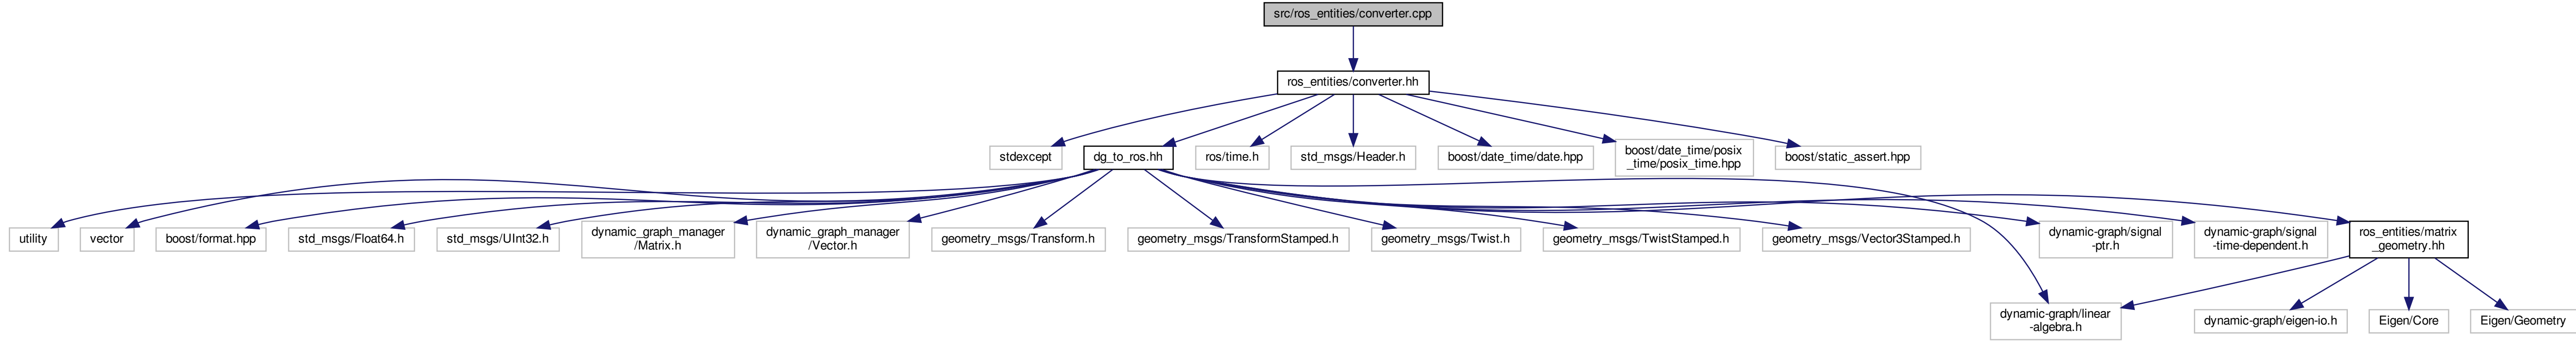 src/ros_entities/converter.cpp
ros_entities/converter.hh
stdexcept
dg_to_ros.hh
ros/time.h
std_msgs/Header.h
boost/date_time/date.hpp
boost/date_time/posix
_time/posix_time.hpp
boost/static_assert.hpp
utility
vector
boost/format.hpp
std_msgs/Float64.h
std_msgs/UInt32.h
dynamic_graph_manager
/Matrix.h
dynamic_graph_manager
/Vector.h
geometry_msgs/Transform.h
geometry_msgs/TransformStamped.h
geometry_msgs/Twist.h
geometry_msgs/TwistStamped.h
geometry_msgs/Vector3Stamped.h
dynamic-graph/signal
-ptr.h
dynamic-graph/signal
-time-dependent.h
ros_entities/matrix
_geometry.hh
dynamic-graph/linear
-algebra.h
dynamic-graph/eigen-io.h
Eigen/Core
Eigen/Geometry